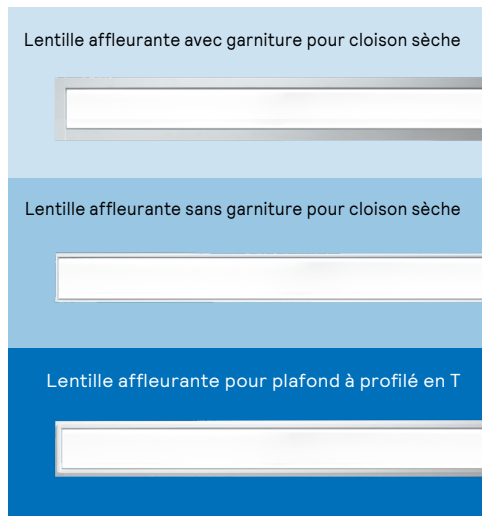 Lentille affleurante avec garniture pour cloison sèche
Lentille affleurante sans garniture pour cloison sèche
Lentille affleurante pour plafond à profilé en T